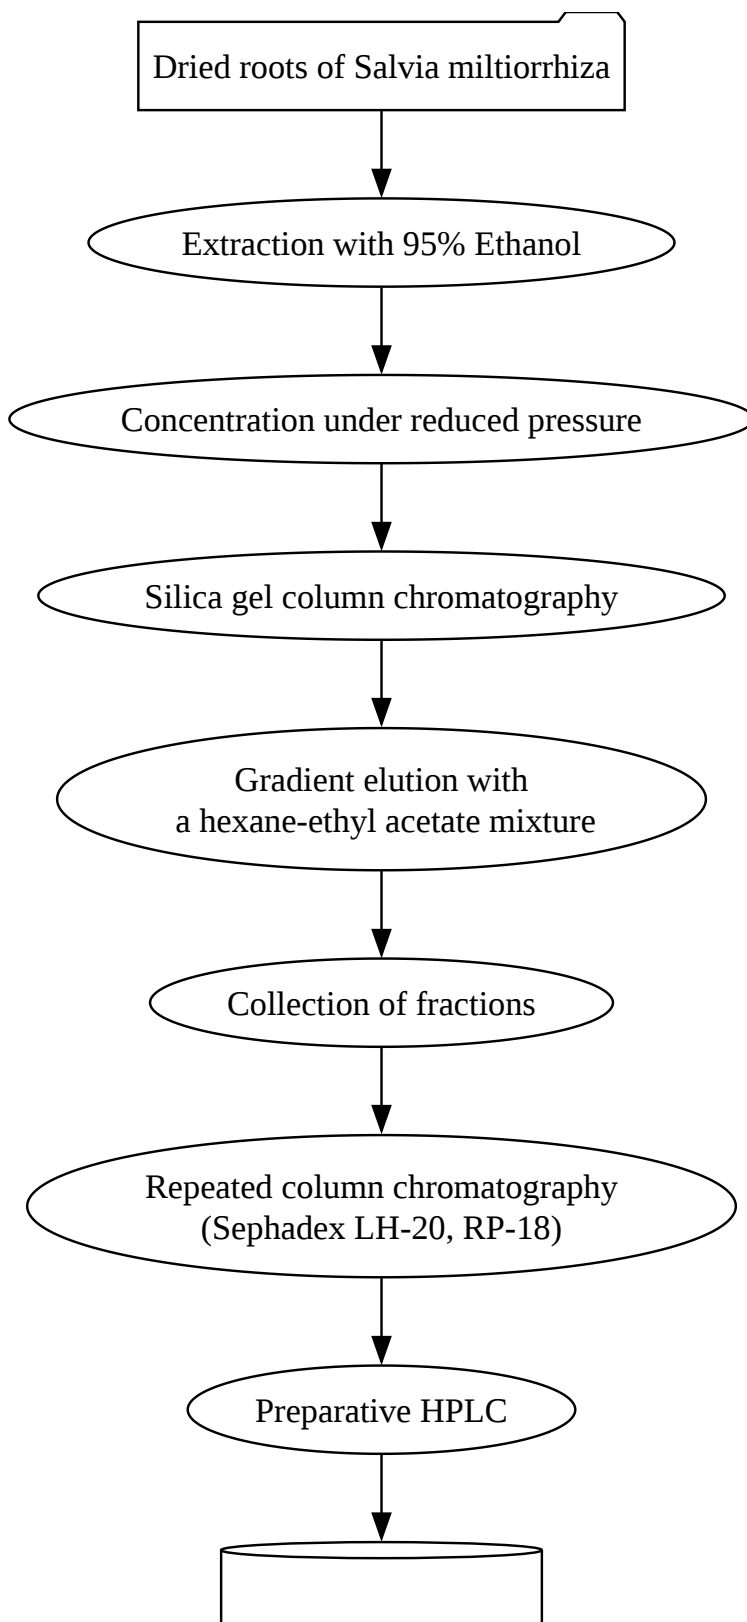 Dried roots of Salvia miltiorrhiza
Extraction with 95% Ethanol
Concentration under reduced pressure
Silica gel column chromatography
Gradient elution with
a hexane-ethyl acetate mixture
Collection of fractions
Repeated column chromatography
(Sephadex LH-20, RP-18)
Preparative HPLC